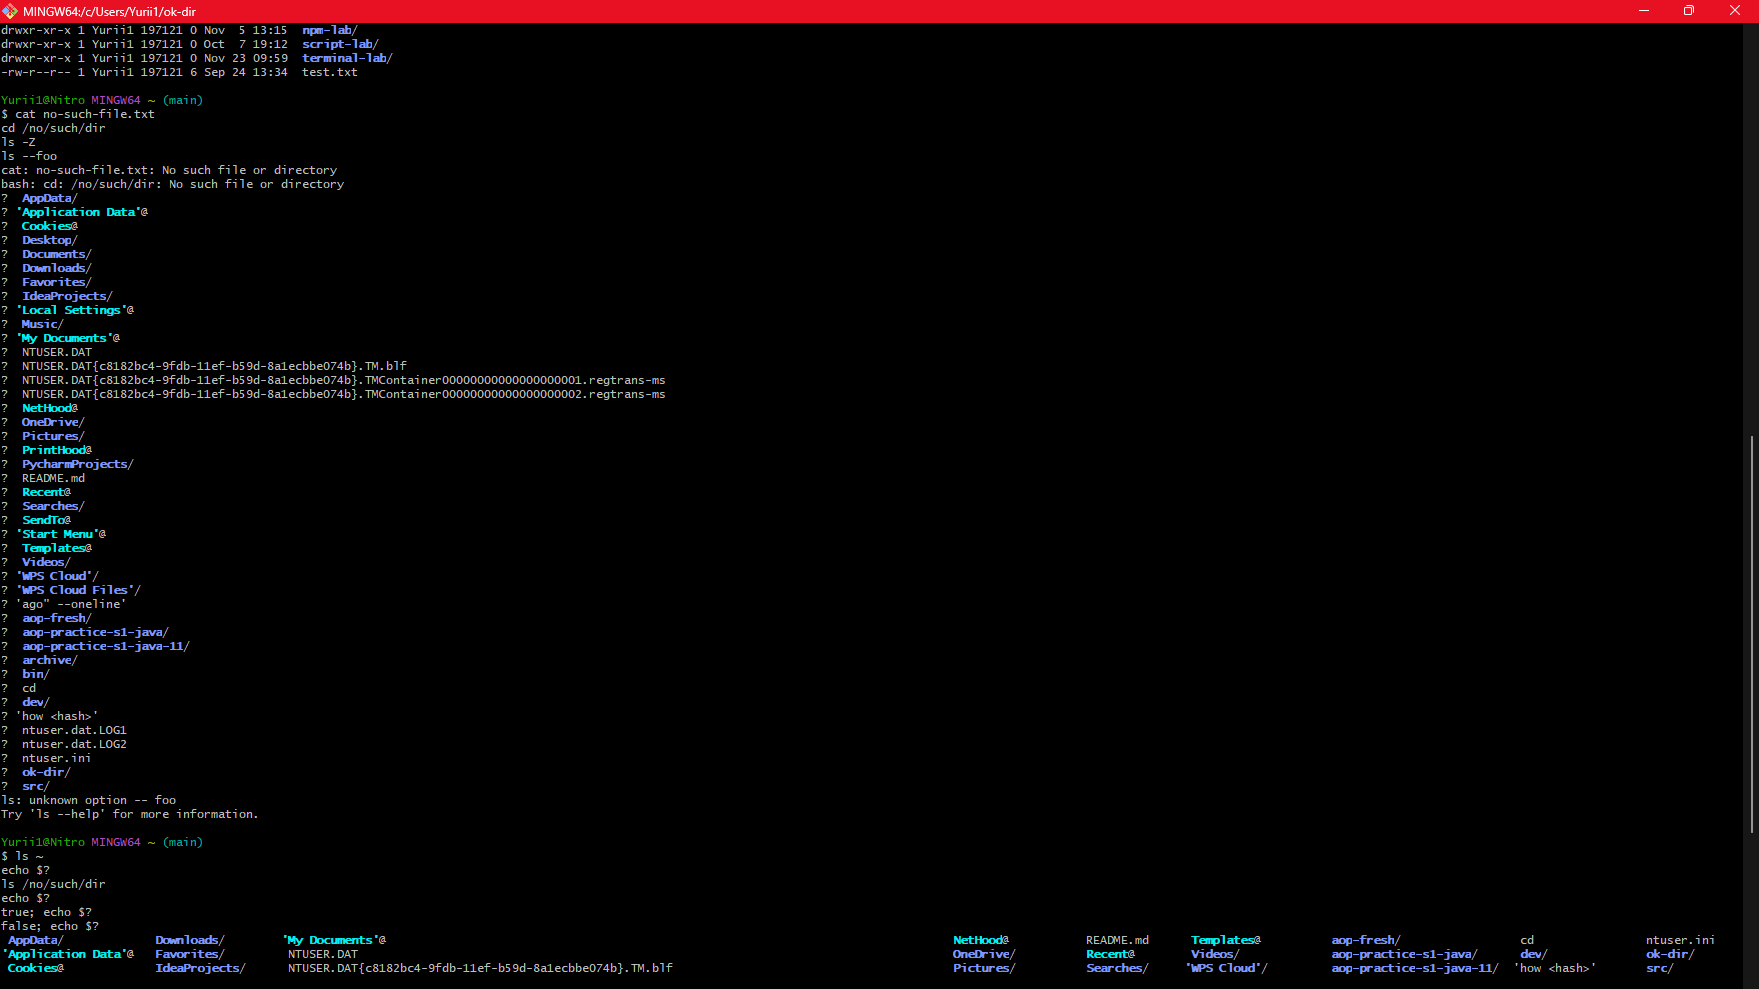 MINGW64:/c/Users/Yurii1/ok-dir
drwxr-xr-x 1 Yurii1 197121 0 Nov  5 13:15  npm-lab/
drwxr-xr-x 1 Yurii1 197121 0 Oct  7 19:12  script-lab/
drwxr-xr-x 1 Yurii1 197121 0 Nov 23 09:59  terminal-lab/
-rw-r--r-- 1 Yurii1 197121 6 Sep 24 13:34  test.txt
Yurii1@Nitro MINGW64 ~ (main)
$ cat no-such-file.txt
cd /no/such/dir
ls -Z
ls --foo
cat: no-such-file.txt: No such file or directory
bash: cd: /no/such/dir: No such file or directory
?  AppData/
? 'Application Data'@
?  Cookies@
?  Desktop/
?  Documents/
?  Downloads/
?  Favorites/
?  IdeaProjects/
? 'Local Settings'@
?  Music/
? 'My Documents'@
?  NTUSER.DAT
?  NTUSER.DAT{c8182bc4-9fdb-11ef-b59d-8a1ecbbe074b}.TM.blf
?  NTUSER.DAT{c8182bc4-9fdb-11ef-b59d-8a1ecbbe074b}.TMContainer00000000000000000001.regtrans-ms
?  NTUSER.DAT{c8182bc4-9fdb-11ef-b59d-8a1ecbbe074b}.TMContainer00000000000000000002.regtrans-ms
?  NetHood@
?  OneDrive/
?  Pictures/
?  PrintHood@
?  PycharmProjects/
?  README.md
?  Recent@
?  Searches/
?  SendTo@
? 'Start Menu'@
?  Templates@
?  Videos/
? 'WPS Cloud'/
? 'WPS Cloud Files'/
? 'ago" --oneline'
?  aop-fresh/
?  aop-practice-s1-java/
?  aop-practice-s1-java-11/
?  archive/
?  bin/
?  cd
?  dev/
? 'how <hash>'
?  ntuser.dat.LOG1
?  ntuser.dat.LOG2
?  ntuser.ini
?  ok-dir/
?  src/
ls: unknown option -- foo
Try 'ls --help' for more information.
Yurii1@Nitro MINGW64 ~ (main)
$ ls ~
echo $?
ls /no/such/dir
echo $?
true; echo $?
false; echo $?
AppData/  Downloads/  'My Documents'@  NetHood@  README.md  Templates@  aop-fresh/  cd  ntuser.ini
'Application Data'@  Favorites/  NTUSER.DAT  OneDrive/  Recent@  Videos/  aop-practice-s1-java/  dev/  ok-dir/
Cookies@  IdeaProjects/  NTUSER.DAT{c8182bc4-9fdb-11ef-b59d-8a1ecbbe074b}.TM.blf  Pictures/  Searches/  'WPS Cloud'/  aop-practice-s1-java-11/  'how <hash>'  src/